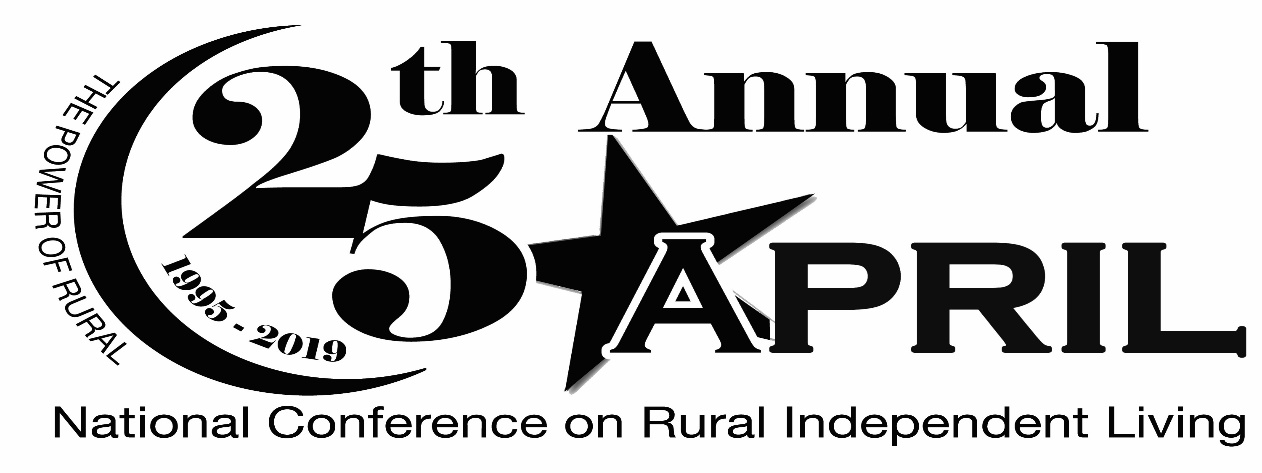 THE POWER OF RURAL
25th Annual
1995 - 2019
APRIL
National Conference on Rural Independent Living